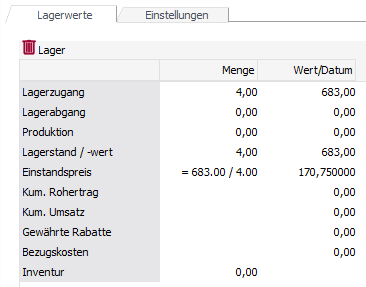 Lagerwerte Einstellungen
Lager
Menge Wert/Datum
Lagerzugang 4,00 683,00
Lagerabgang 0,00 0,00
Produktion 0,00 0,00
Lagerstand / -wert 4,00 683,00
Einstandspreis = 683.00 / 4.00 170,750000
Kum. Rohertrag 0,00
Kum. Umsatz 0,00
Gewährte Rabatte 0,00
Bezugskosten 0,00
Inventur 0,00